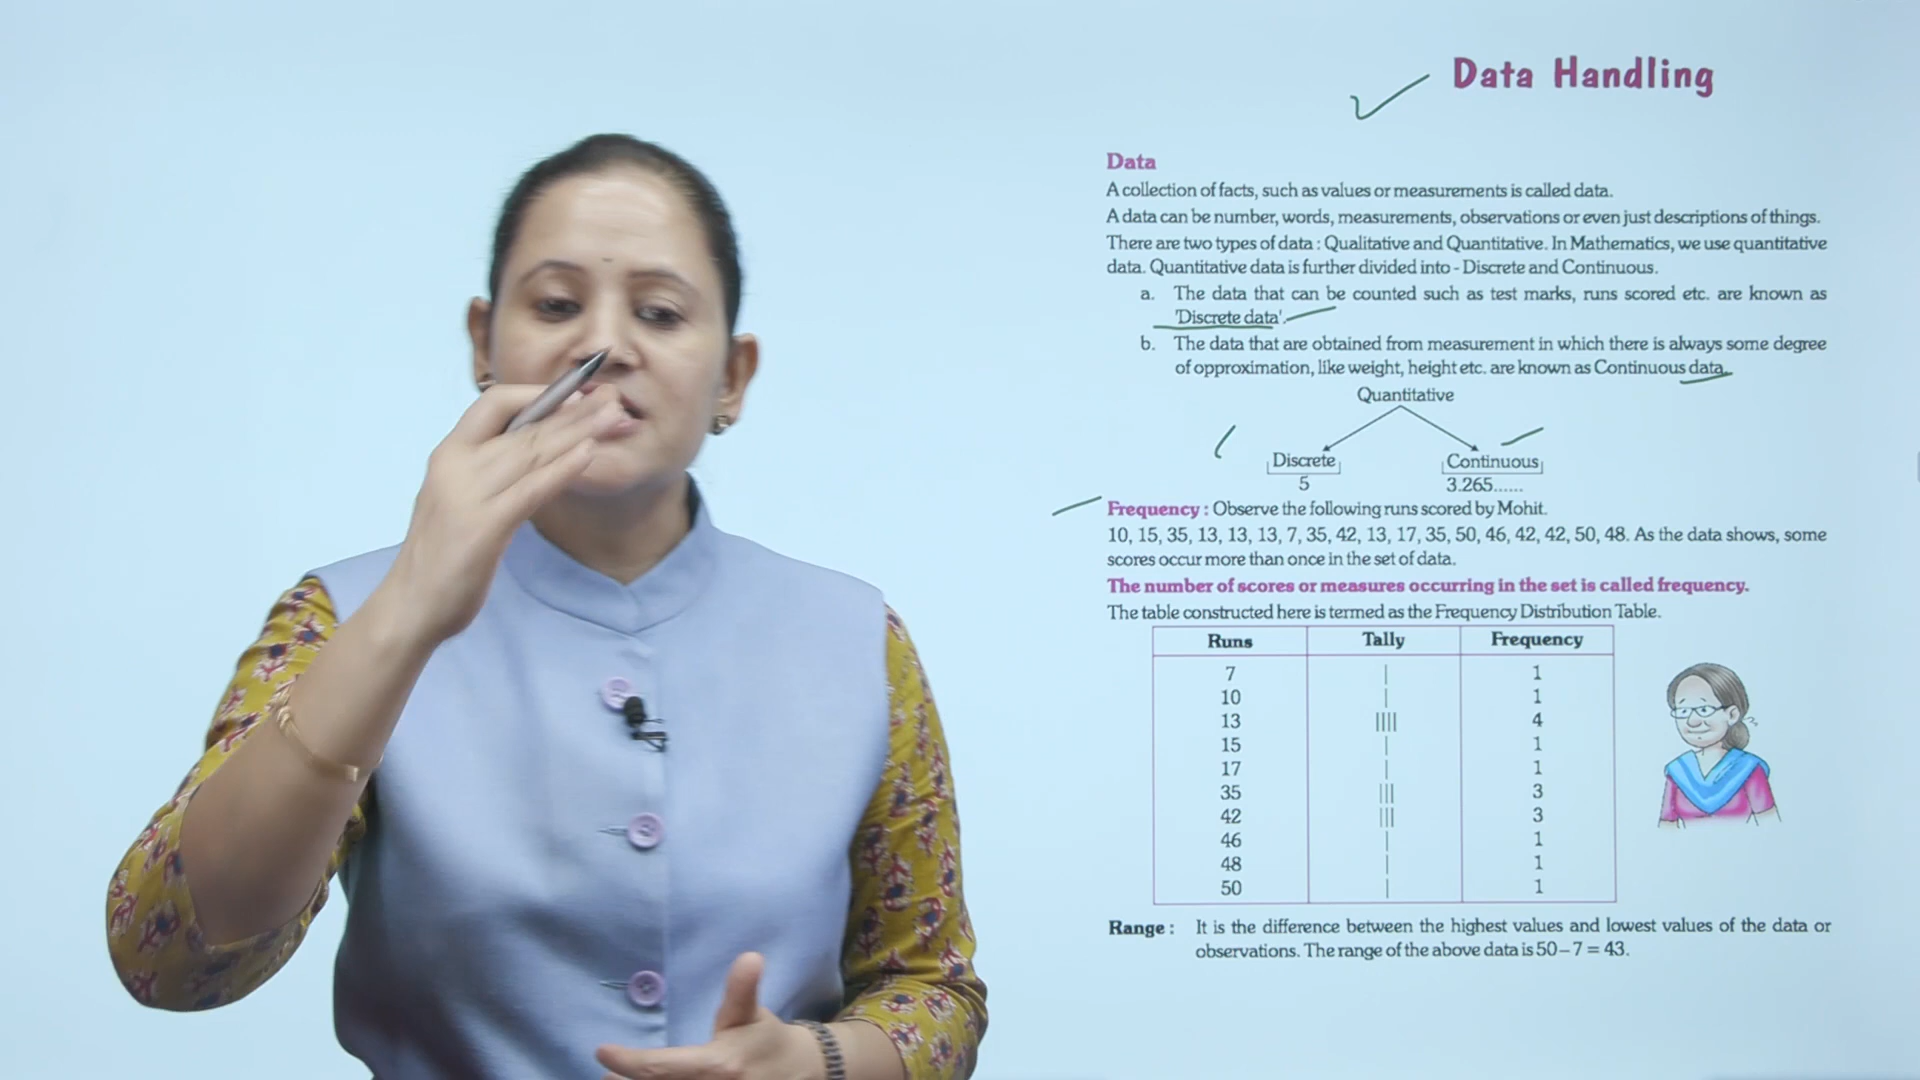 Data Handling
Data
A collection of facts, such as values or measurements is called data.
A data can be number, words, measurements, observations or even just descriptions of things.
There are two types of data : Qualitative and Quantitative. In Mathematics, we use quantitative
data. Quantitative data is further divided into - Discrete and Continuous.
a. The data that can be counted such as test marks, runs scored etc. are known as
'Discrete data'.
b. The data that are obtained from measurement in which there is always some degree
of opproximation, like weight, height etc. are known as Continuous data.
Quantitative
Discrete Continuous
5 3.265......
Frequency : Observe the following runs scored by Mohit.
10, 15, 35, 13, 13, 13, 7, 35, 42, 13, 17, 35, 50, 46, 42, 42, 50, 48. As the data shows, some
scores occur more than once in the set of data.
The number of scores or measures occurring in the set is called frequency.
The table constructed here is termed as the Frequency Distribution Table.
Runs Tally Frequency
7 | 1
10 | 1
13 |||| 4
15 | 1
17 | 1
35 ||| 3
42 ||| 3
46 | 1
48 | 1
50 | 1
Range : It is the difference between the highest values and lowest values of the data or
observations. The range of the above data is 50 – 7 = 43.